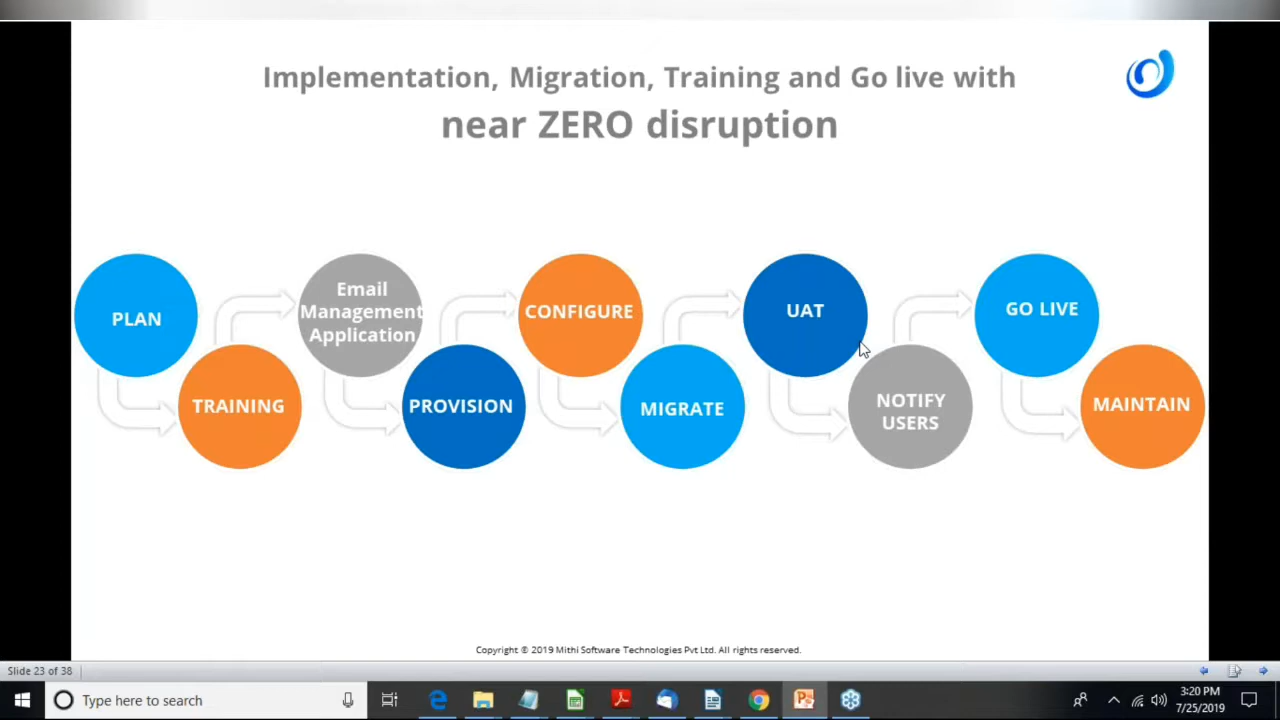 Implementation, Migration, Training and Go live with
near ZERO disruption
PLAN
TRAINING
Email
Management
Application
PROVISION
CONFIGURE
MIGRATE
UAT
NOTIFY
USERS
GO LIVE
MAINTAIN
Copyright © 2019 Mithi Software Technologies Pvt Ltd. All rights reserved.
Slide 23 of 38
Type here to search
3:20 PM
7/25/2019